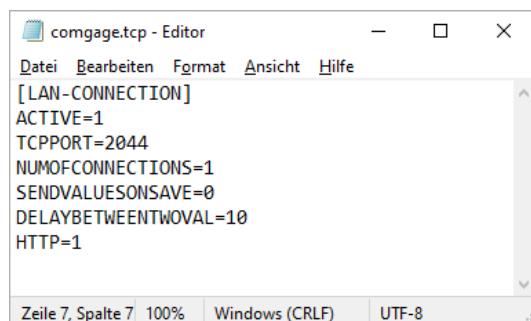 comgage.tcp - Editor
Datei Bearbeiten Format Ansicht Hilfe
[LAN-CONNECTION]
ACTIVE=1
TCPPORT=2044
NUMOFCONNECTIONS=1
SENDVALUESONSAVE=0
DELAYBETWEENTWOVAL=10
HTTP=1
Zeile 7, Spalte 7 100% Windows (CRLF) UTF-8